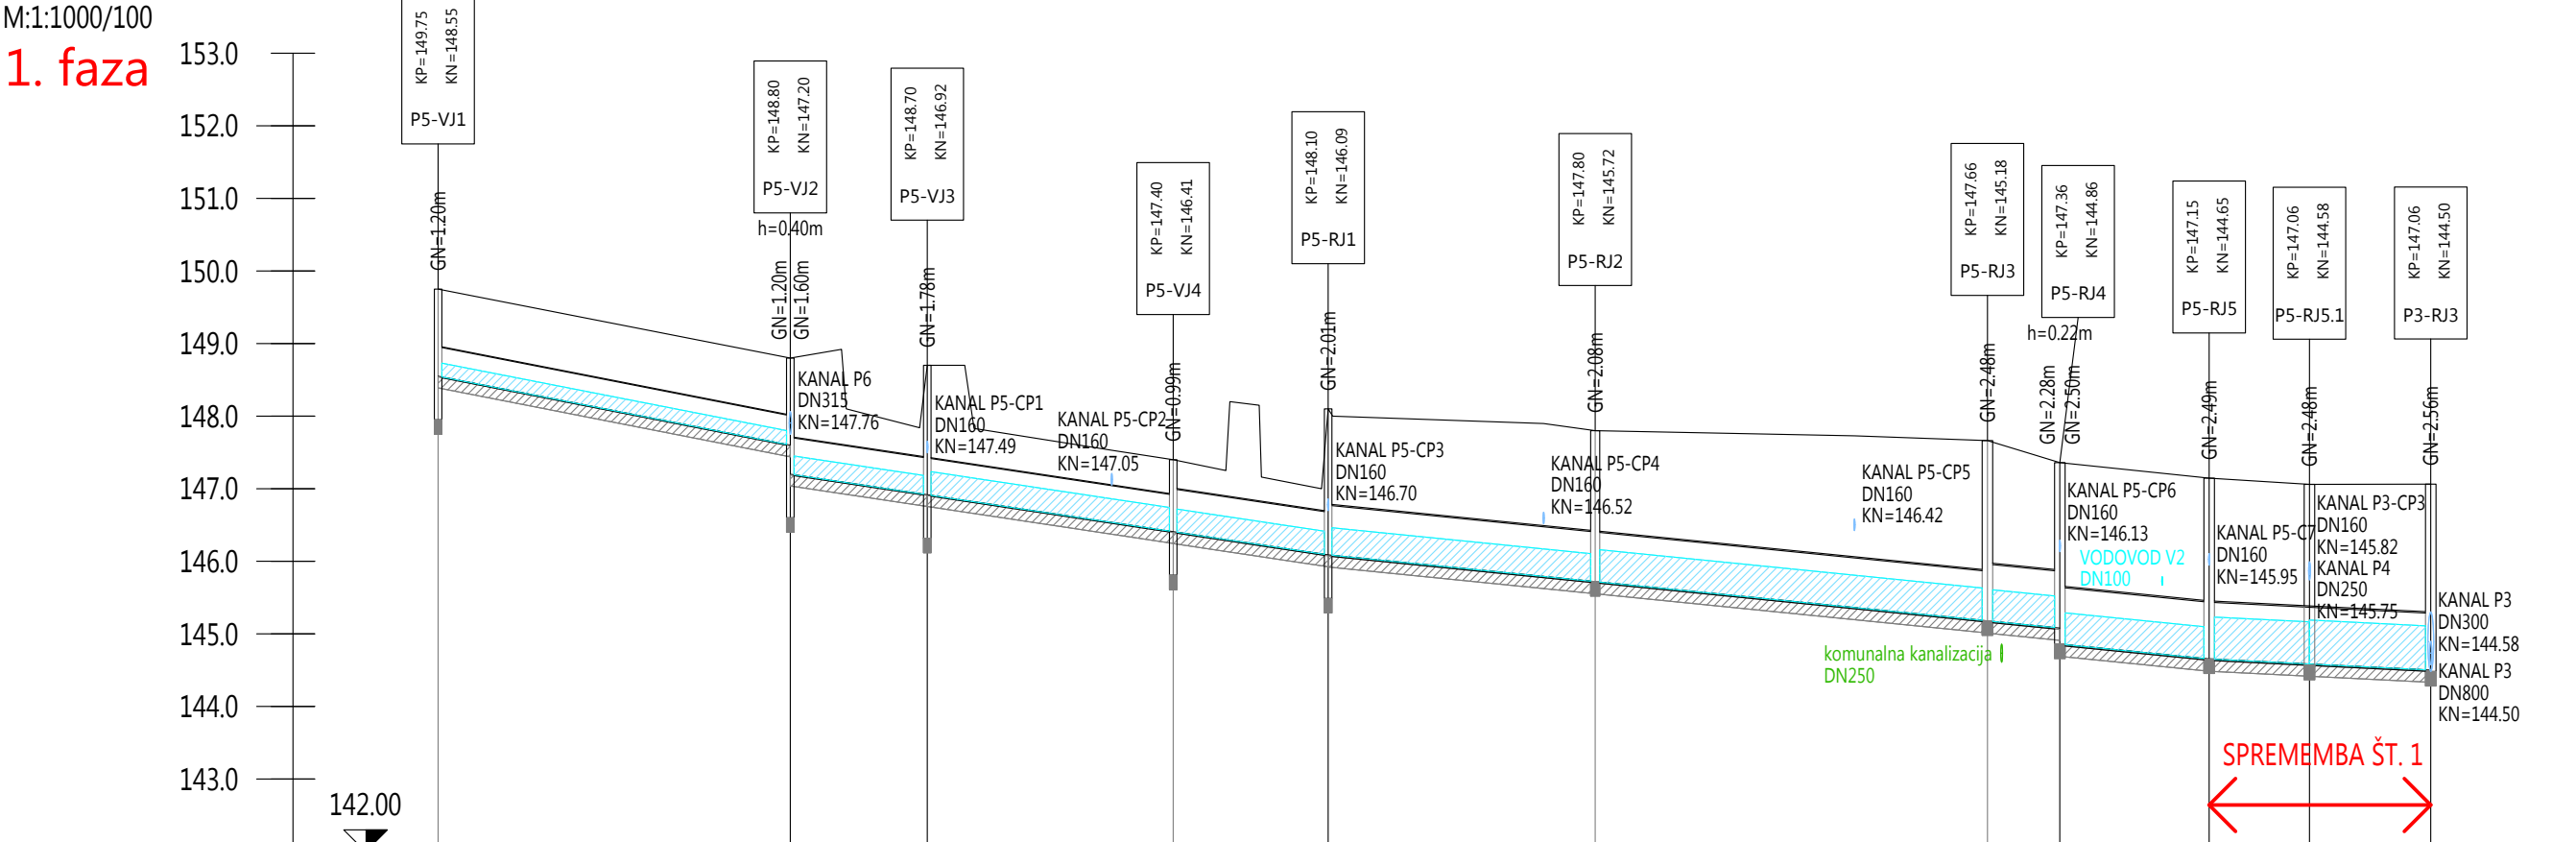 M:1:1000/100
1. faza
153.0
152.0
151.0
150.0
149.0
148.0
147.0
146.0
145.0
144.0
143.0
142.00
KP=149.75
KN=148.55
P5-VJ1
GN=1.20m
KP=148.80
KN=147.20
P5-VJ2
h=0.40m
GN=1.20m
GN=1.60m
KANAL P6
DN315
KN=147.76
KP=148.70
KN=146.92
P5-VJ3
GN=1.78m
KANAL P5-CP1
DN160
KN=147.49
KANAL P5-CP2
DN160
KN=147.05
KP=147.40
KN=146.41
P5-VJ4
GN=0.99m
KP=148.10
KN=146.09
P5-RJ1
GN=2.01m
KANAL P5-CP3
DN160
KN=146.70
KP=147.80
KN=145.72
P5-RJ2
GN=2.08m
KANAL P5-CP4
DN160
KN=146.52
KANAL P5-CP5
DN160
KN=146.42
komunalna kanalizacija
DN250
KP=147.66
KN=145.18
P5-RJ3
GN=2.48m
KP=147.36
KN=144.86
P5-RJ4
h=0.22m
GN=2.28m
GN=2.50m
KANAL P5-CP6
DN160
KN=146.13
VODOVOD V2
DN100
KP=147.15
KN=144.65
P5-RJ5
GN=2.49m
KANAL P5-C7
DN160
KN=145.95
KP=147.06
KN=144.58
P5-RJ5.1
GN=2.48m
KANAL P3-CP3
DN160
KN=145.82
KANAL P4
DN250
KN=145.75
KP=147.06
KN=144.50
P3-RJ3
GN=2.56m
KANAL P3
DN300
KN=144.58
KANAL P3
DN800
KN=144.50
SPREMEMBA ŠT. 1